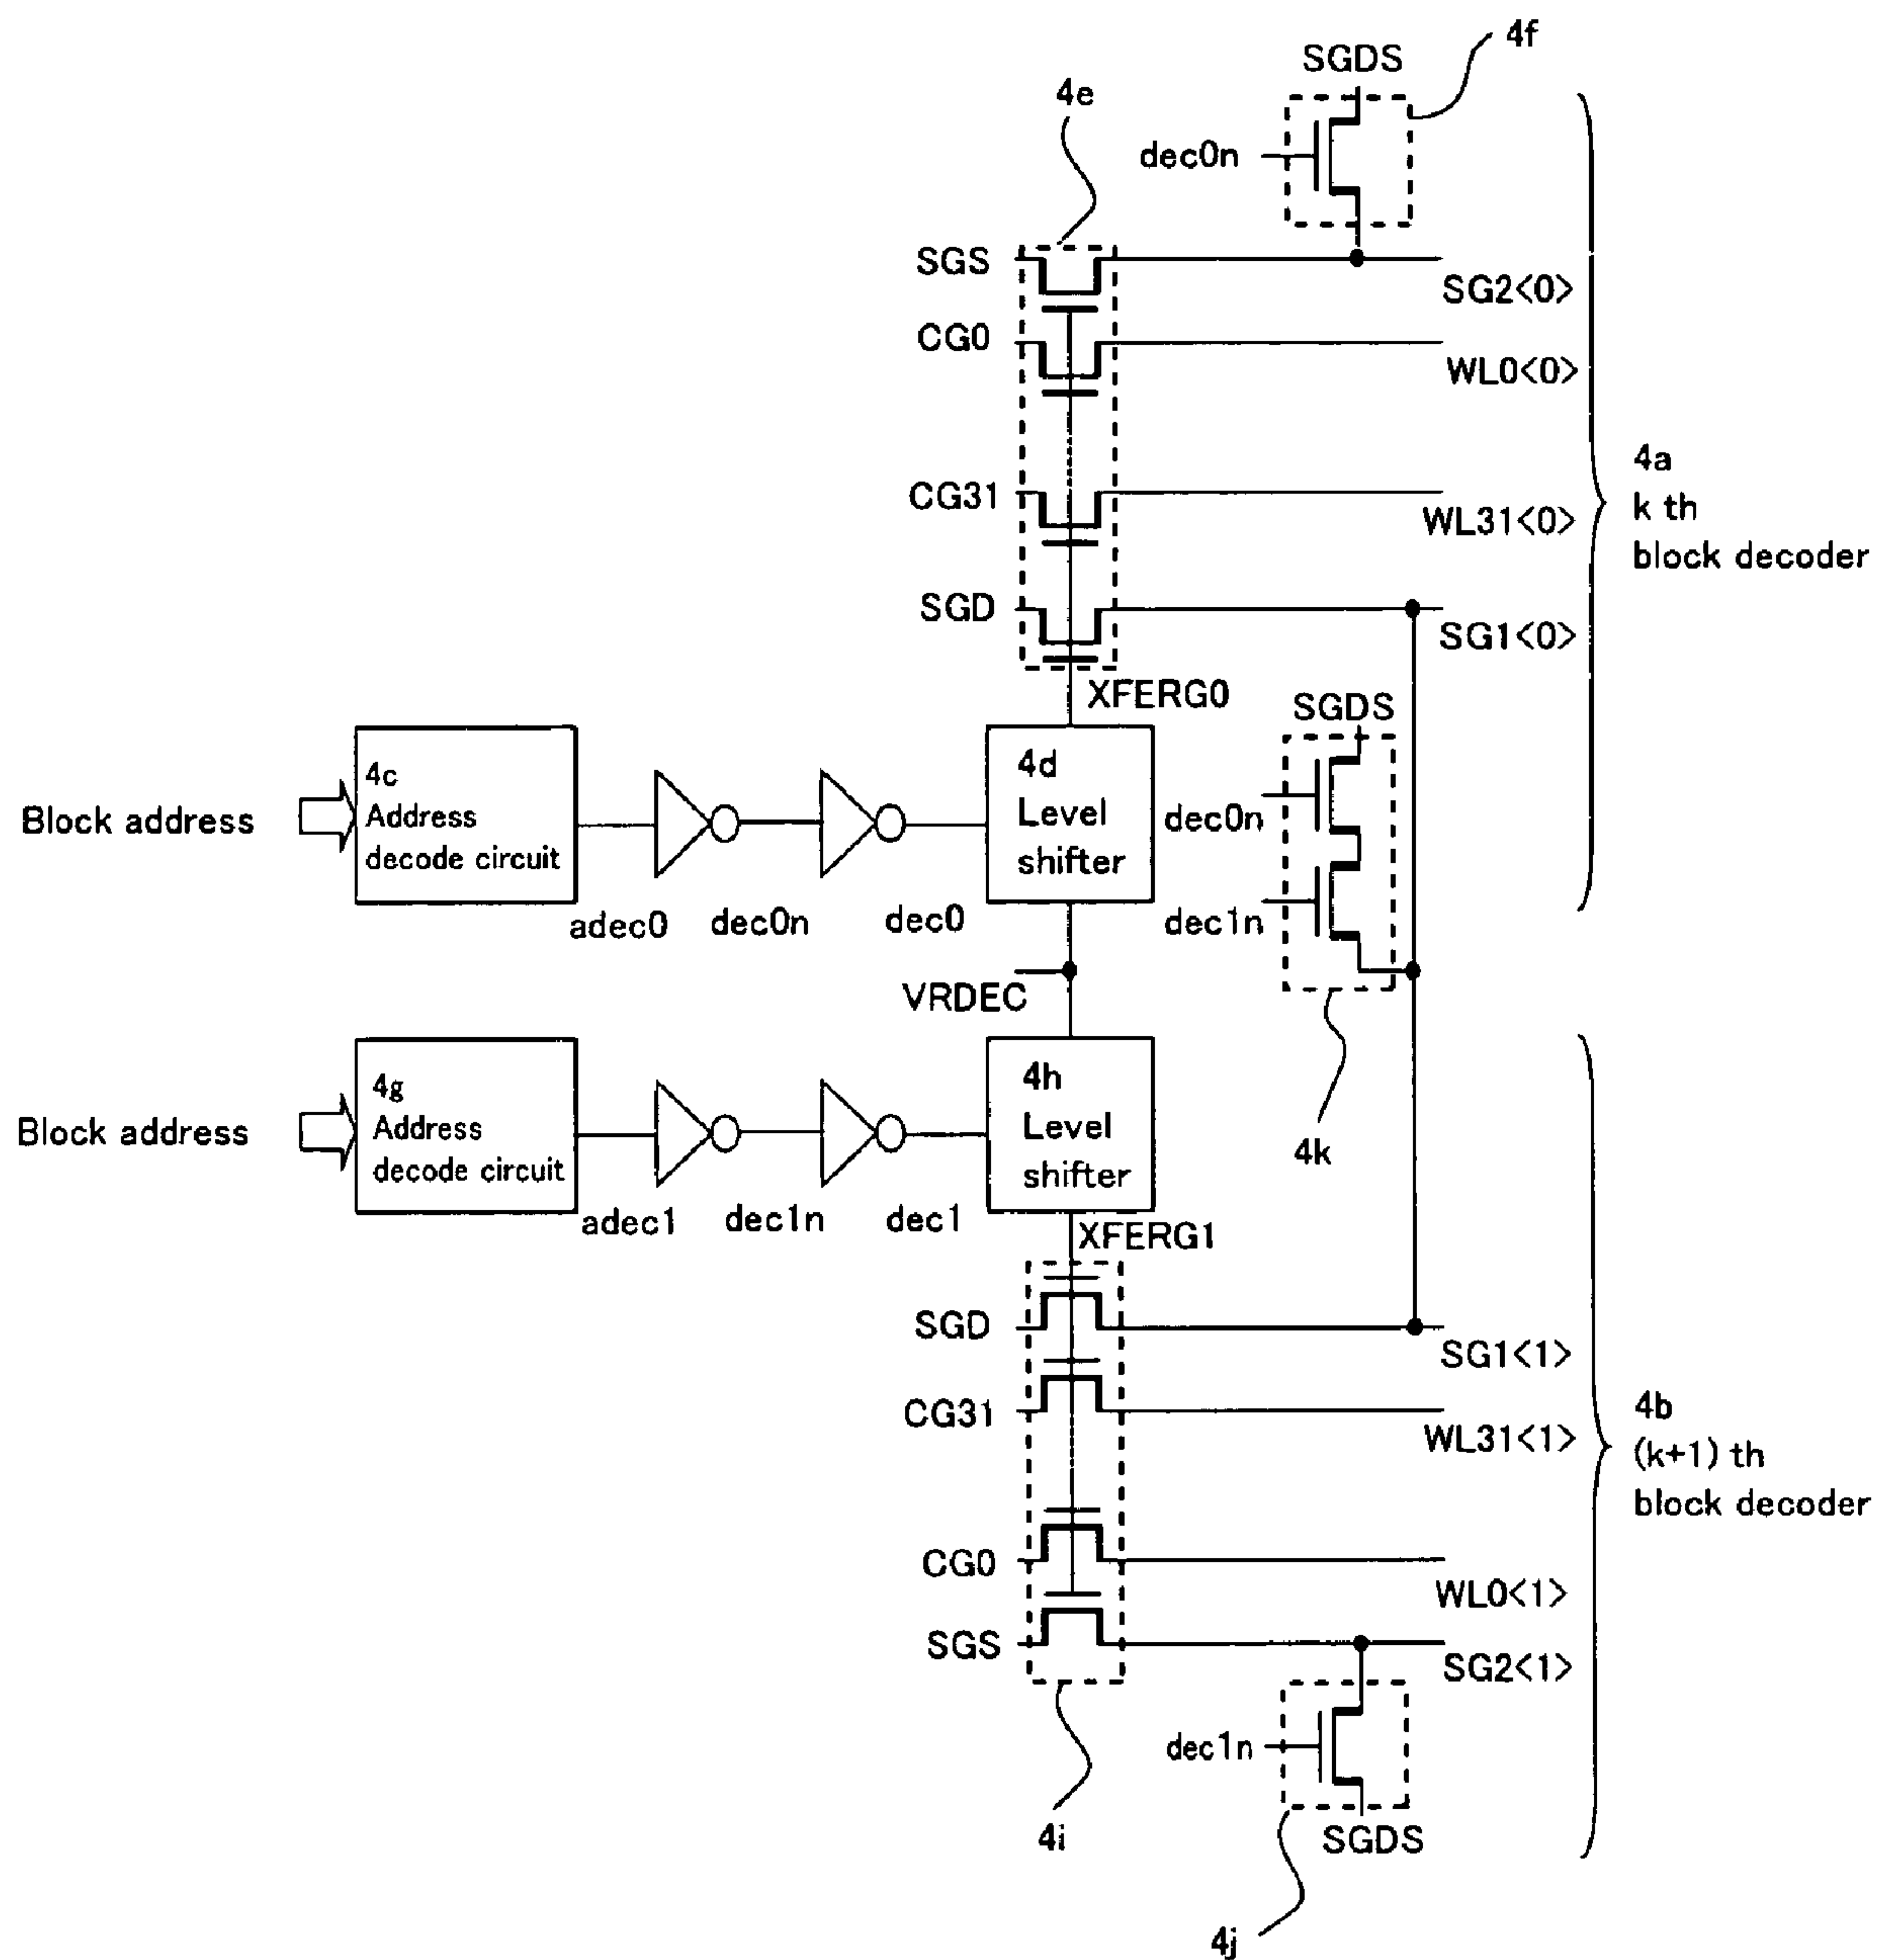 4f
SGDS
4e
dec0n
SGS
SG2<0>
CG0
WL0<0>
4a
k th
block decoder
CG31
WL31<0>
SGD
SG1<0>
XFERG0
SGDS
4c
Address
decode circuit
4d
Level
shifter
Block address
dec0n
dec1n
adec0
dec0n
dec0
VRDEC
4g
Address
decode circuit
4h
Level
shifter
Block address
4k
adec1
dec1n
dec1
XFERG1
SGD
SG1<1>
CG31
WL31<1>
4b
(k+1) th
block decoder
CG0
WL0<1>
SGS
SG2<1>
dec1n
4i
SGDS
4j